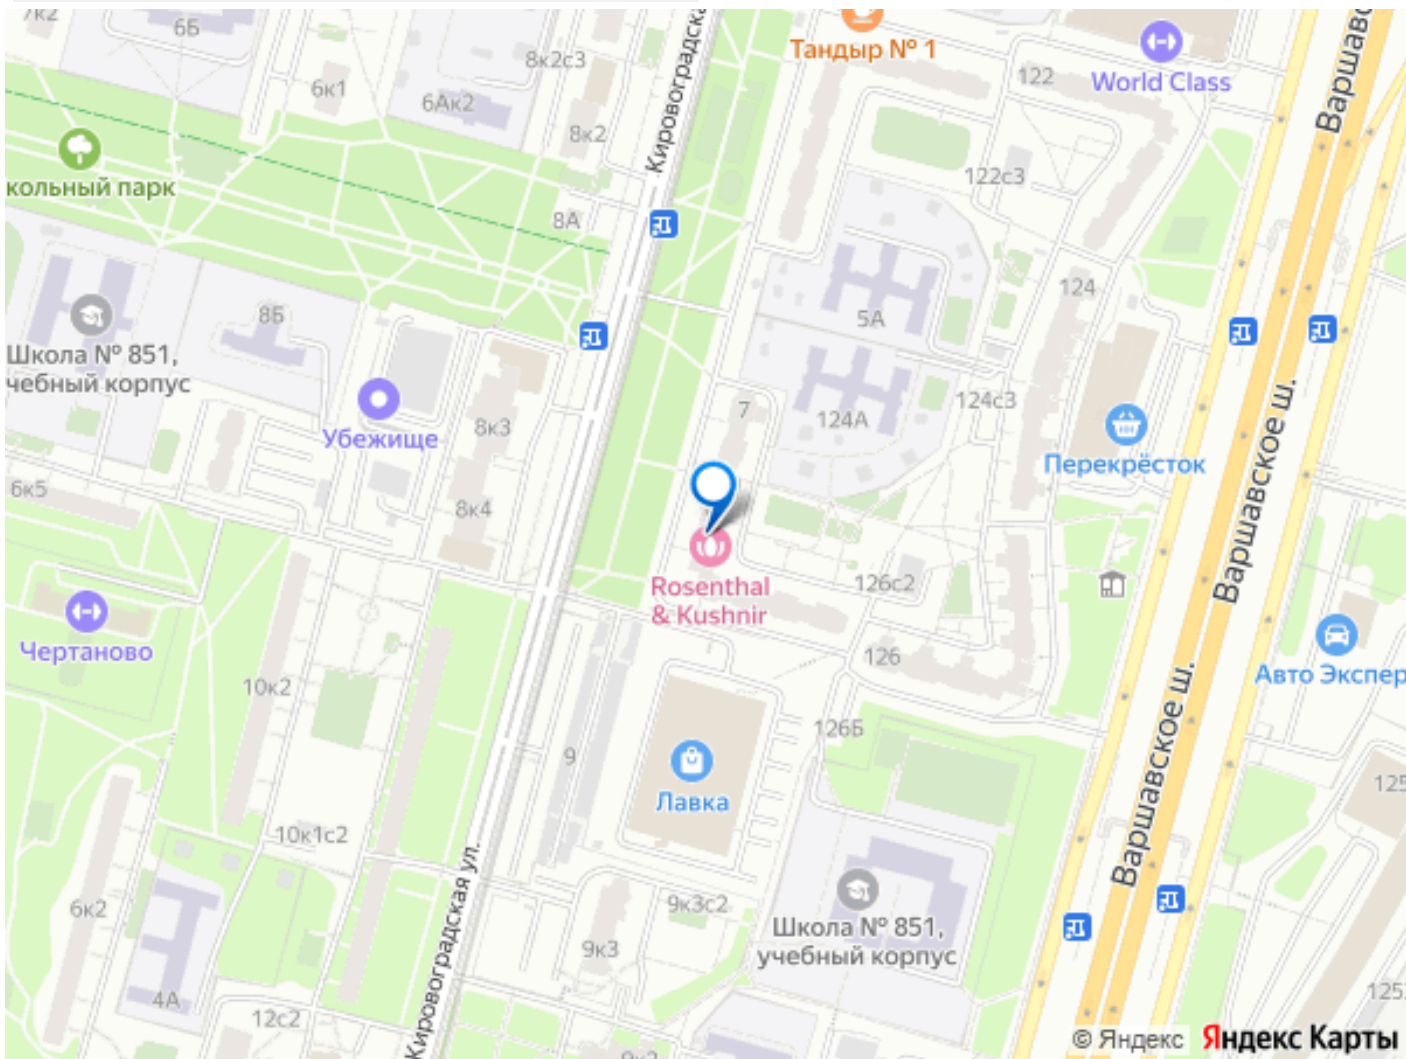 7к2
6Б
Тандыр № 1
World Class
Варшавс
8к2с3
122
6к1
6Ак2
Кировоградска
8к2
кольный парк
122с3
8А
8Б
5А
124
Школа № 851,
чебный корпус
7
124с3
124А
8к3
Убежище
Перекрёсток
Варшавское ш.
6к5
8к4
Rosenthal
& Kushnir
126с2
Чертаново
126
Авто Экспер
10к2
Варшавское ш.
126Б
9
Лавка
125
10к1с2
Кировоградская ул.
6к2
9к3с2
Школа № 851,
учебный корпус
9к3
4А
12с2
125
© Яндекс Яндекс Карты